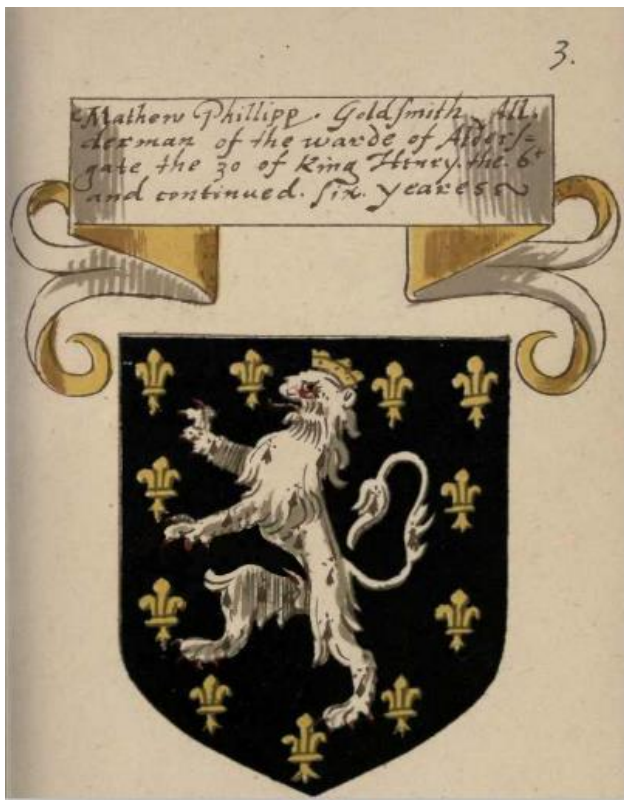 3.
Mathew Phillipp. Goldsmith All:
derman of the warde of Alders=
gate the 30 of King Henry. the. 6t
and continued. six. yeares